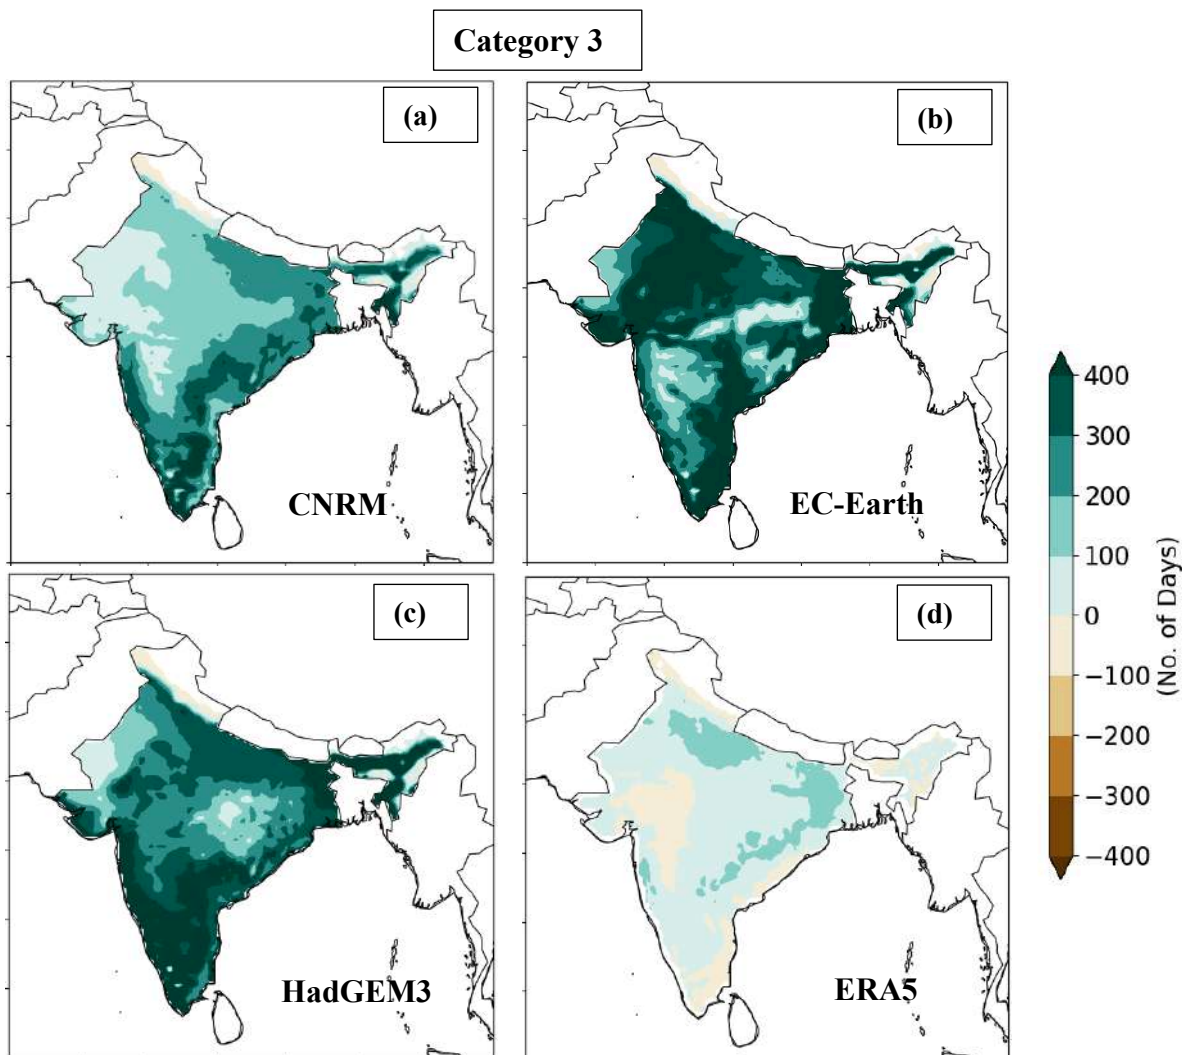 Category 3
(a)
(b)
CNRM
EC-Earth
(c)
(d)
HadGEM3
ERA5
400
300
200
100
0
−100
−200
−300
−400
(No. of Days)